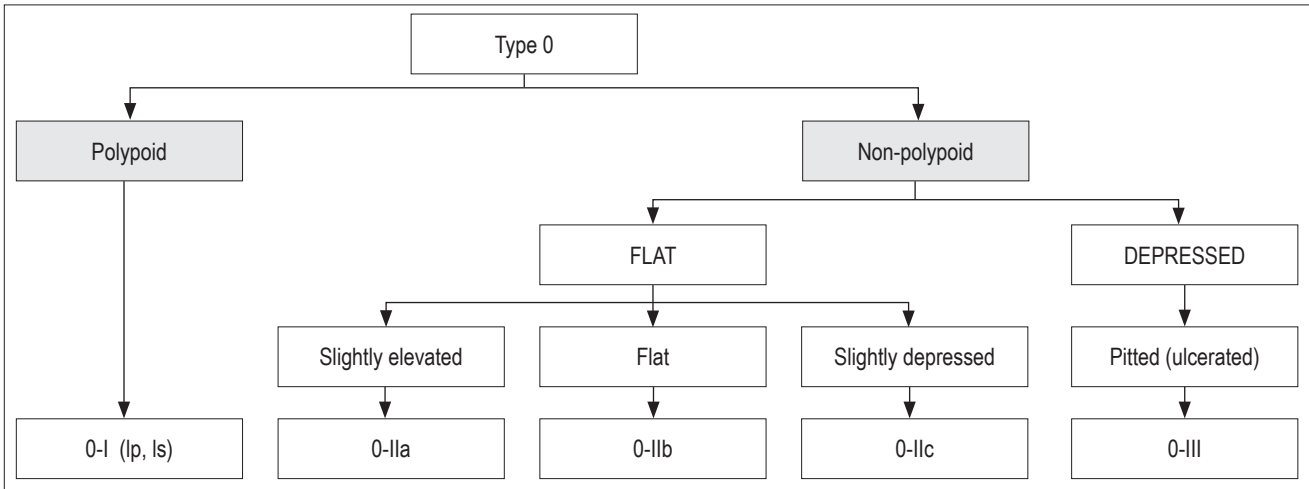 Type 0
Polypoid
Non-polypoid
FLAT
DEPRESSED
Slightly elevated
Flat
Slightly depressed
Pitted (ulcerated)
0-I (Ip, Is)
0-IIa
0-IIb
0-IIc
0-III